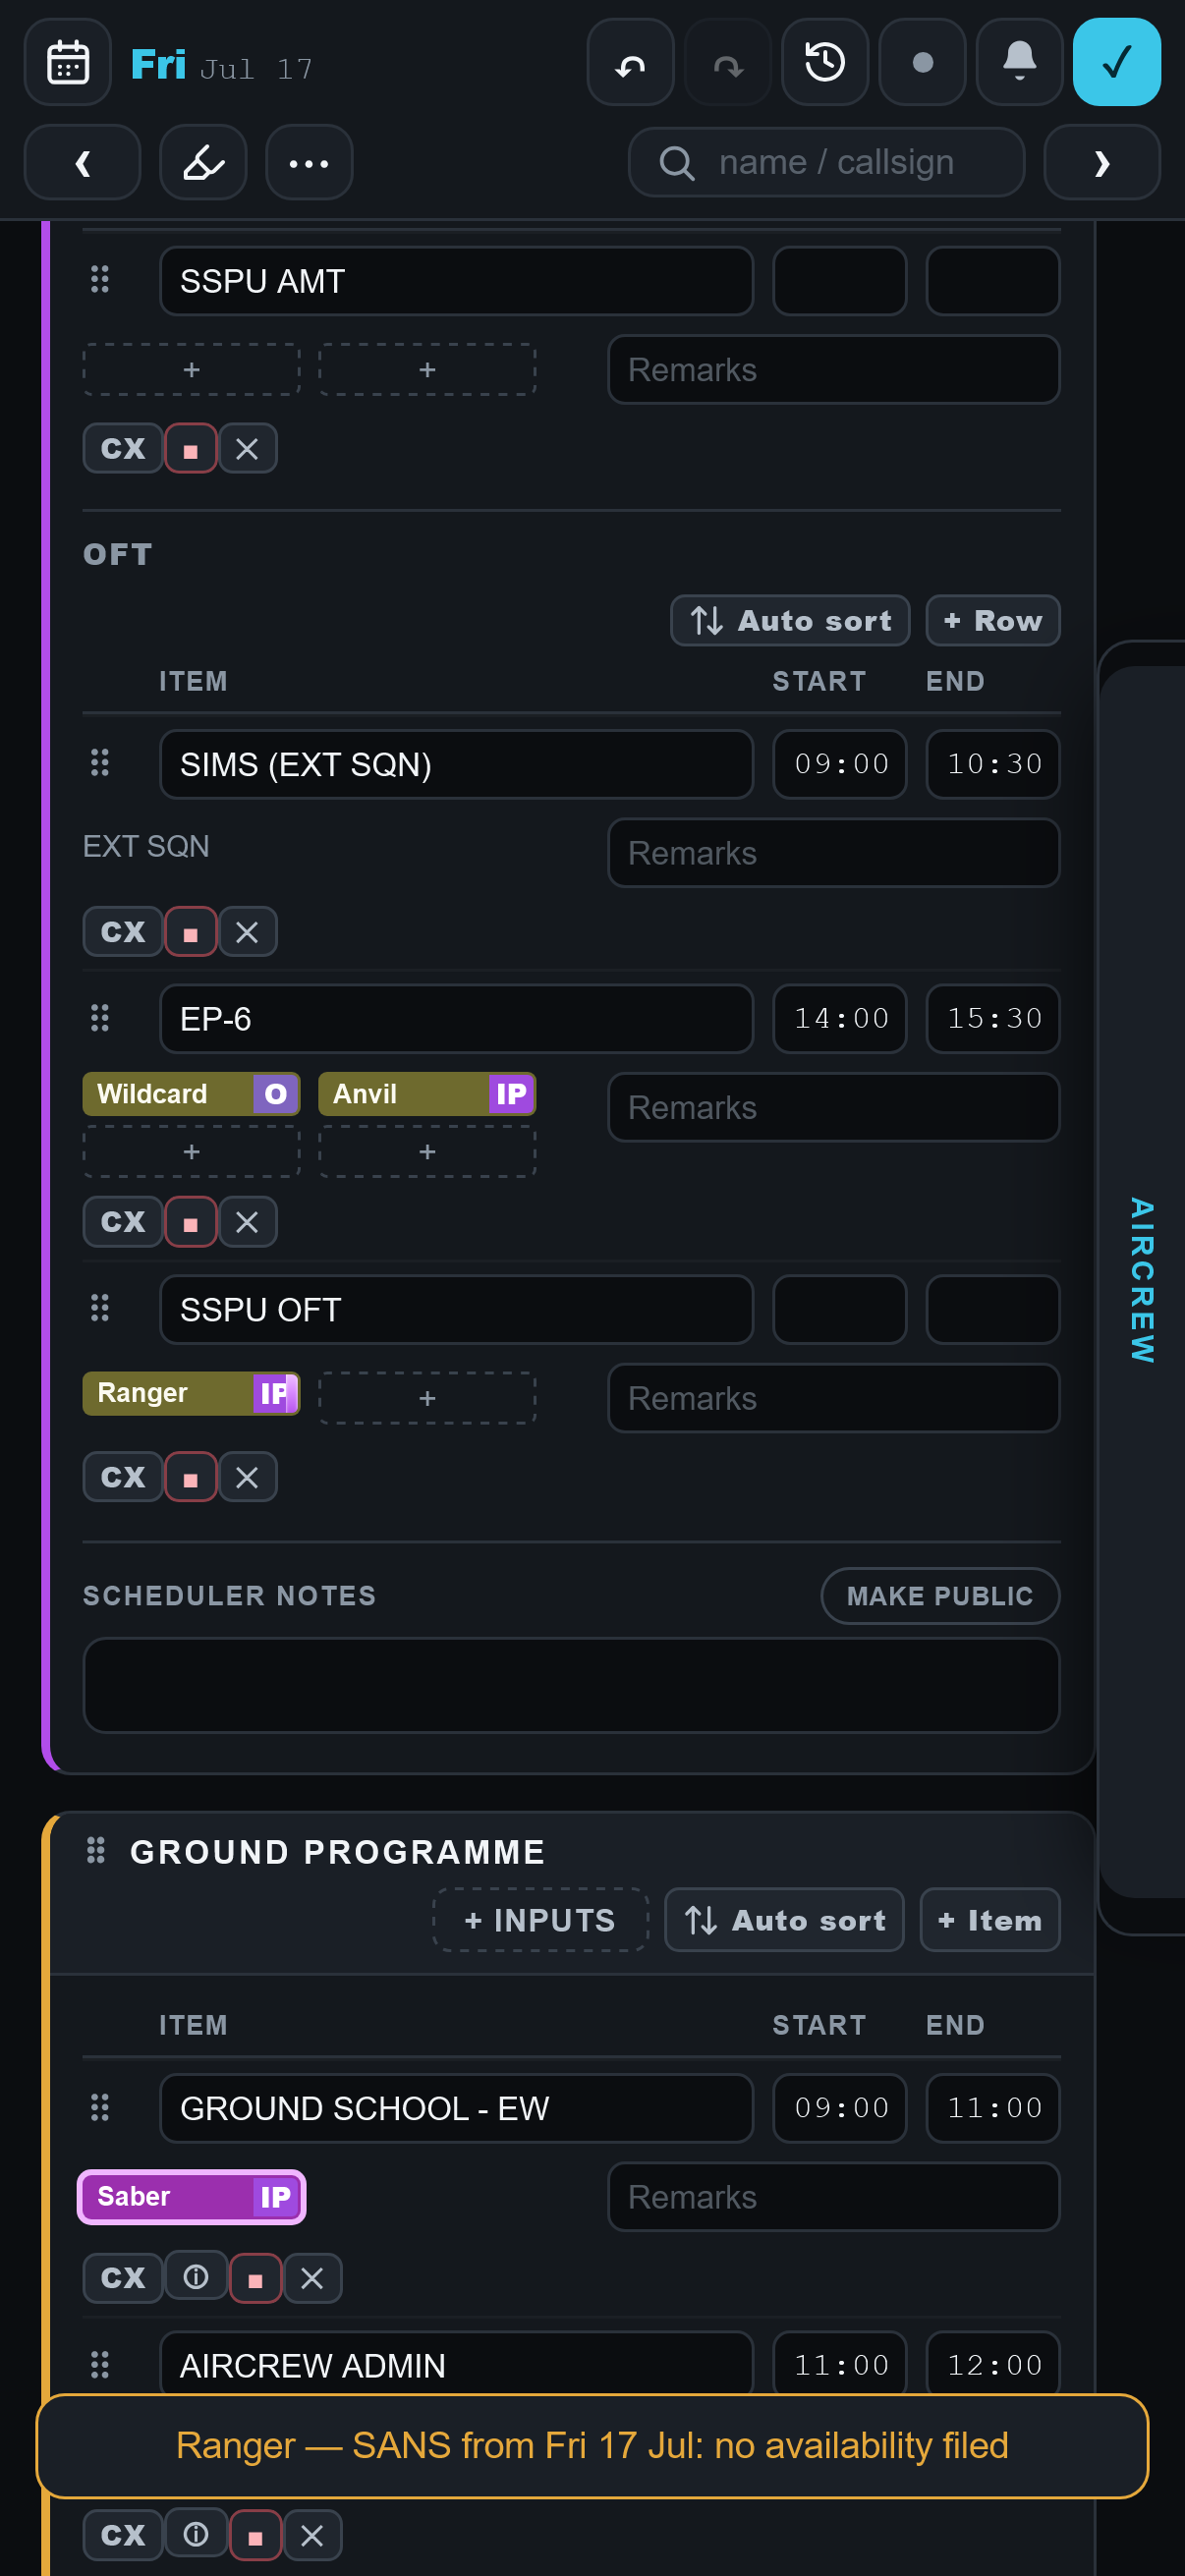 Fri Jul 17
name / callsign
SSPU AMT
+ + Remarks
CX
OFT
Auto sort + Row
ITEM START END
SIMS (EXT SQN) 09:00 10:30
EXT SQN Remarks
CX
EP-6 14:00 15:30
Wildcard O Anvil IP Remarks
+ +
CX
SSPU OFT
Ranger IP + Remarks
CX
SCHEDULER NOTES MAKE PUBLIC
AIRCREW
GROUND PROGRAMME
+ INPUTS Auto sort + Item
ITEM START END
GROUND SCHOOL - EW 09:00 11:00
Saber IP Remarks
CX
AIRCREW ADMIN 11:00 12:00
Ranger — SANS from Fri 17 Jul: no availability filed
CX